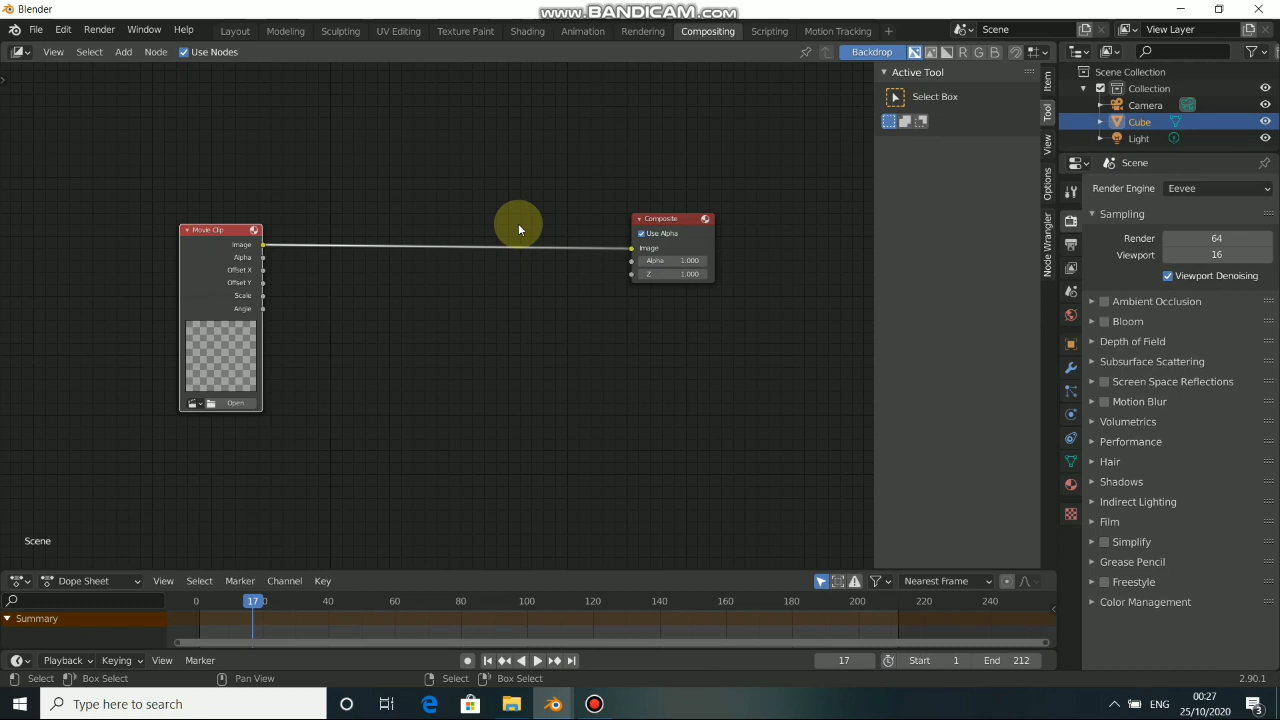 Blender
www.BANDICAM.com
File Edit Render Window Help
Layout Modeling Sculpting UV Editing Texture Paint Shading Animation Rendering Compositing Scripting Motion Tracking
Scene
View Layer
View Select Add Node Use Nodes
Backdrop
R G B
Active Tool
Select Box
Item
Tool
View
Options
Node Wrangler
Scene Collection
Collection
Camera
Cube
Light
Scene
Render Engine Eevee
Sampling
Render 64
Viewport 16
Viewport Denoising
Ambient Occlusion
Bloom
Depth of Field
Subsurface Scattering
Screen Space Reflections
Motion Blur
Volumetrics
Performance
Hair
Shadows
Indirect Lighting
Film
Simplify
Grease Pencil
Freestyle
Color Management
Movie Clip
Image
Alpha
Offset X
Offset Y
Scale
Angle
Open
Composite
Use Alpha
Image
Alpha 1.000
Z 1.000
Scene
Dope Sheet View Select Marker Channel Key
Nearest Frame
0 17 20 40 60 80 100 120 140 160 180 200 220 240
Summary
Playback Keying View Marker
17 Start 1 End 212
Select Box Select Pan View Select Box Select
2.90.1
Type here to search
ENG
00:27
25/10/2020
3